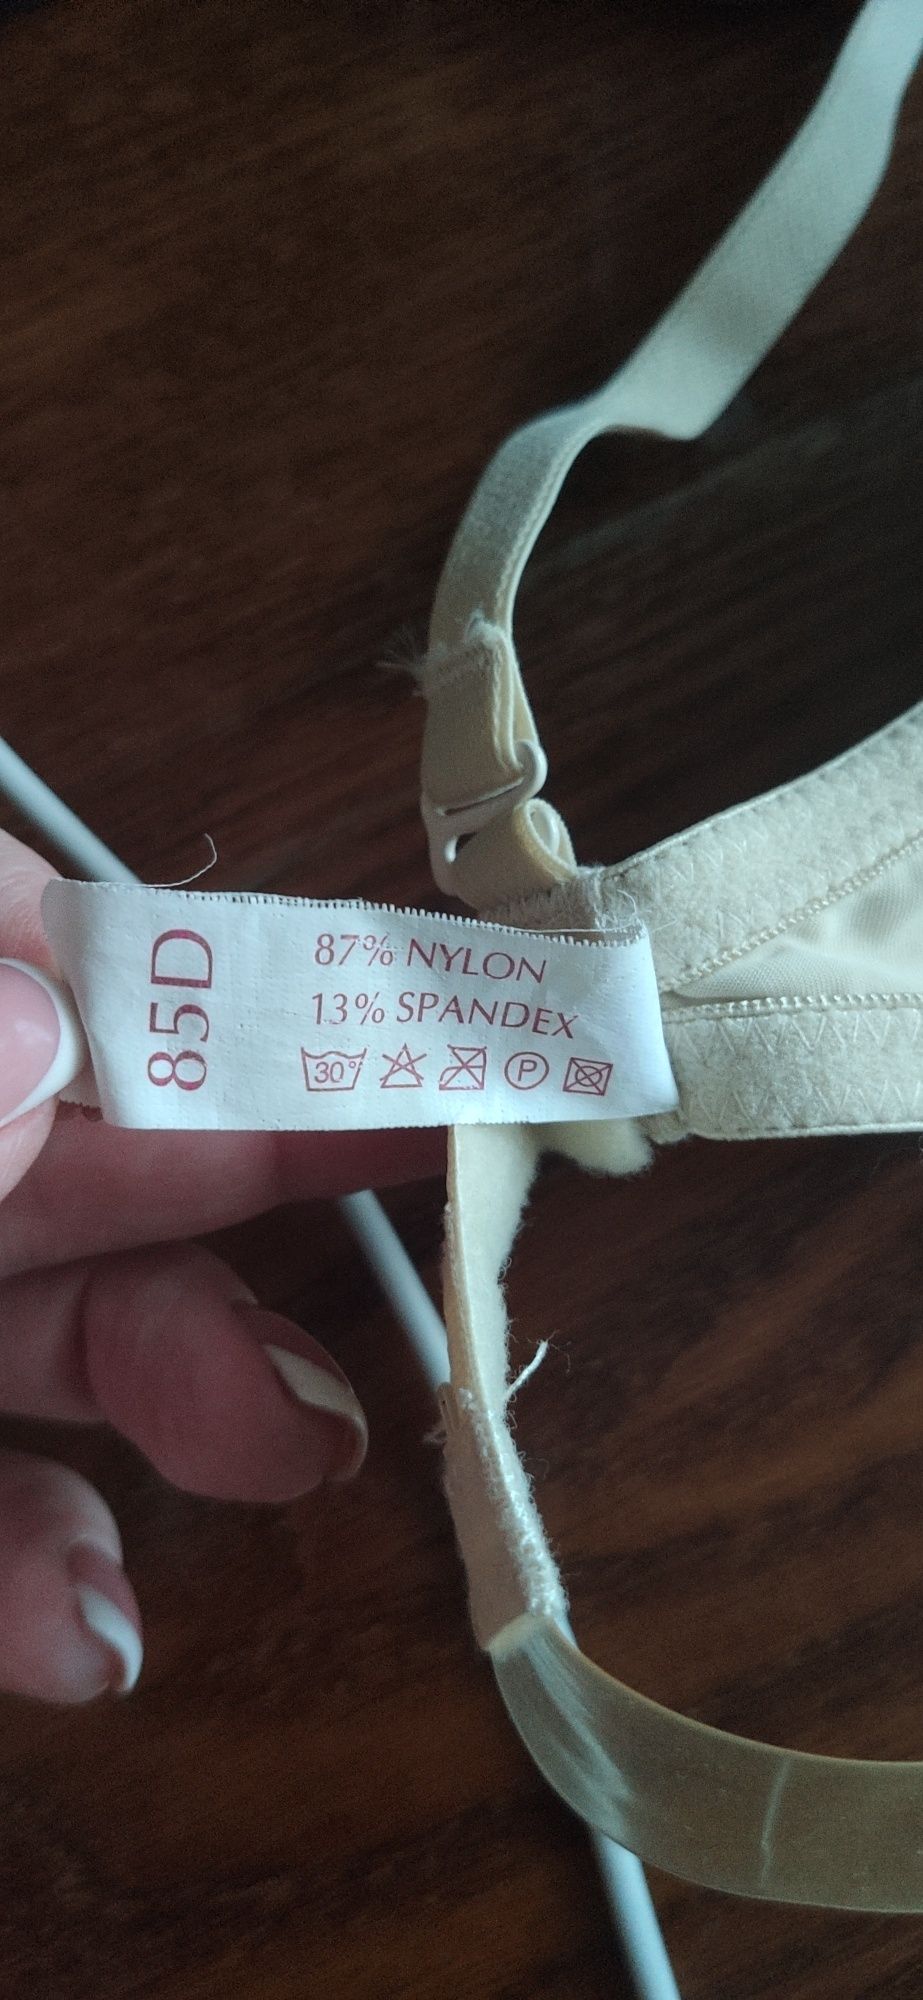 85D
87% NYLON
13% SPANDEX
30° P